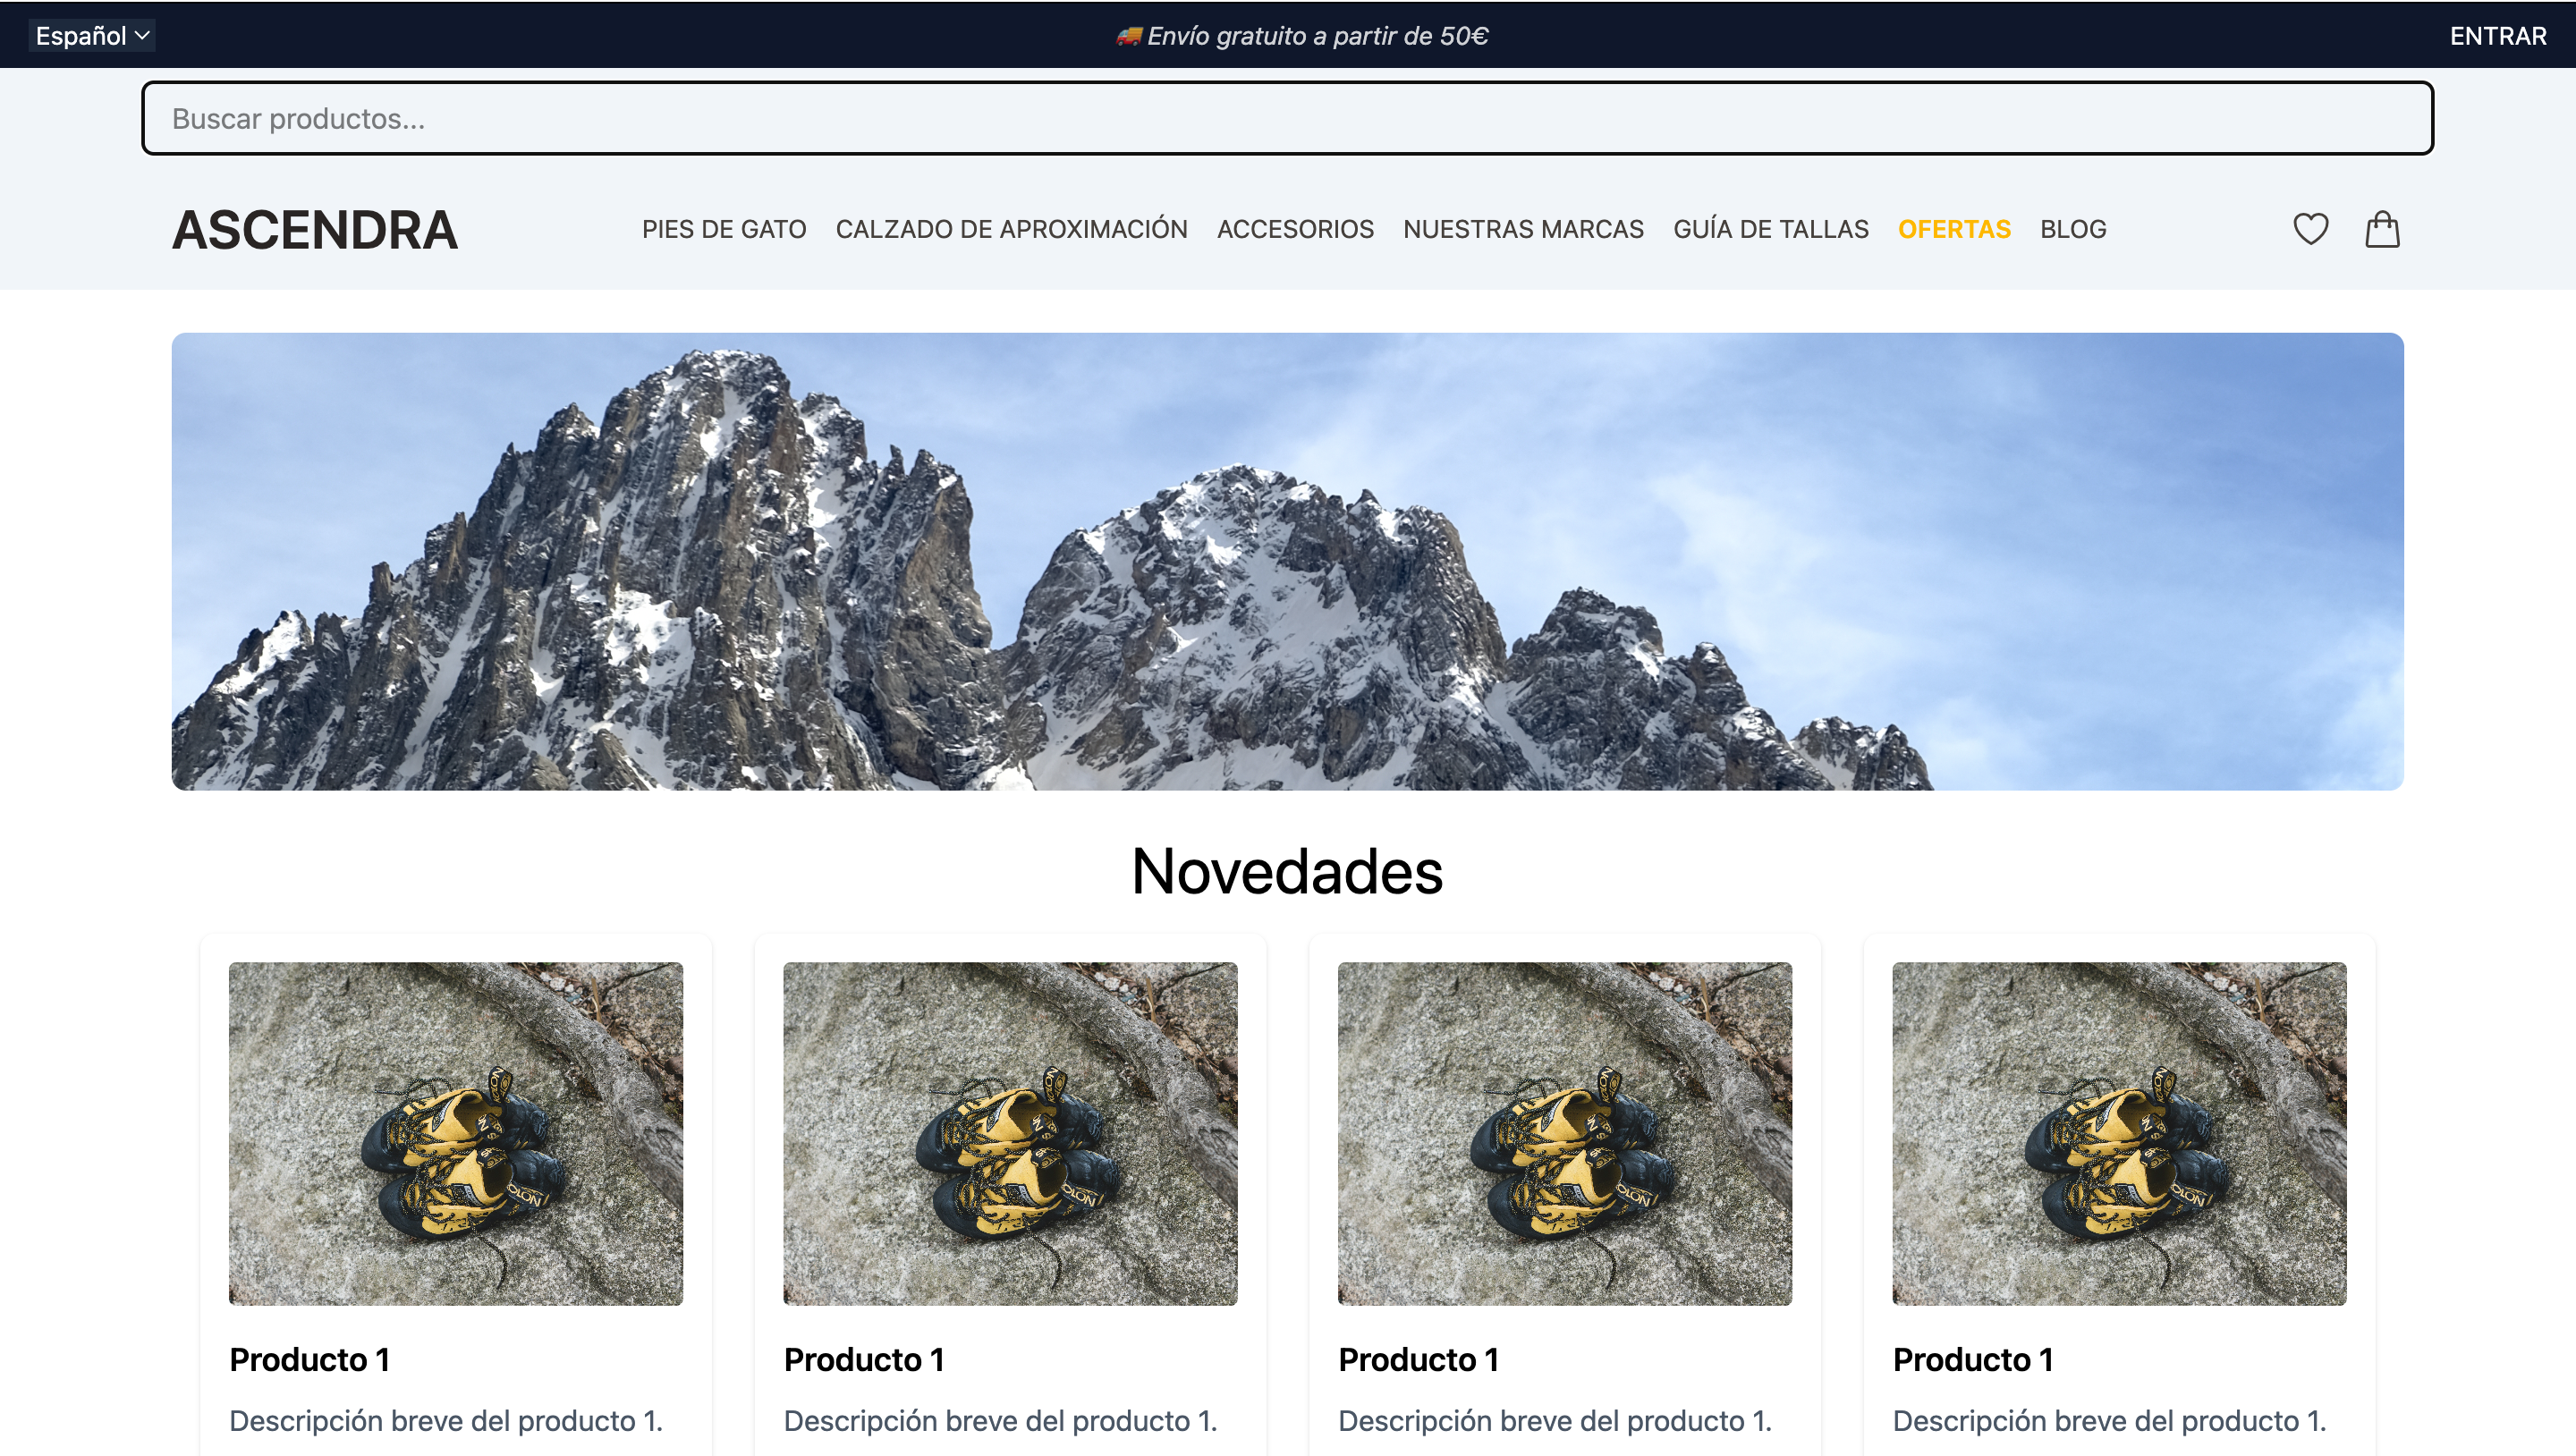 Español
🚚 Envío gratuito a partir de 50€
ENTRAR
Buscar productos...
ASCENDRA
PIES DE GATO
CALZADO DE APROXIMACIÓN
ACCESORIOS
NUESTRAS MARCAS
GUÍA DE TALLAS
OFERTAS
BLOG
Novedades
Producto 1
Descripción breve del producto 1.
Producto 1
Descripción breve del producto 1.
Producto 1
Descripción breve del producto 1.
Producto 1
Descripción breve del producto 1.